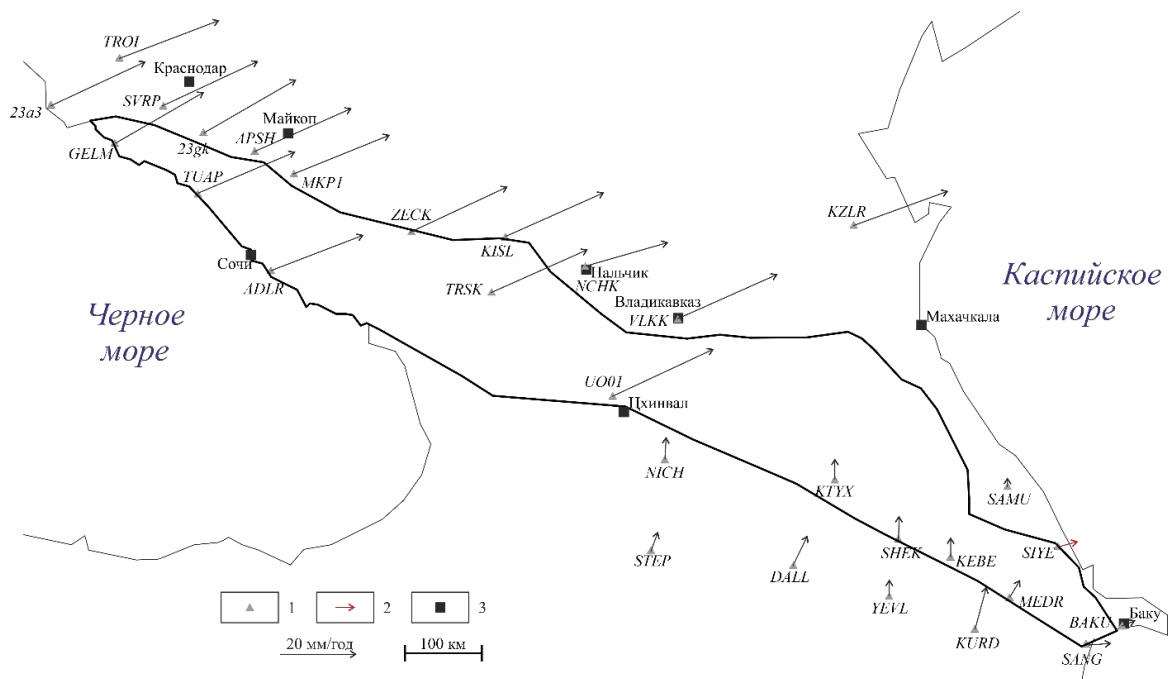 TROI
Краснодар
23a3
SVRP
Майкоп
APSH
23gk
GELM
TUAP
MKP1
ZECK
KZLR
KISL
Сочи
ADLR
Нальчик
NCHK
TRSK
Каспийское
море
Владикавказ
VLKK
Махачкала
Черное
море
UO01
Цхинвал
NICH
KTYX
SAMU
STEP
DALL
SHEK
KEBE
SIYE
YEVL
MEDR
KURD
BAKU
Баку
SANG
1
2
3
20 мм/год
100 км